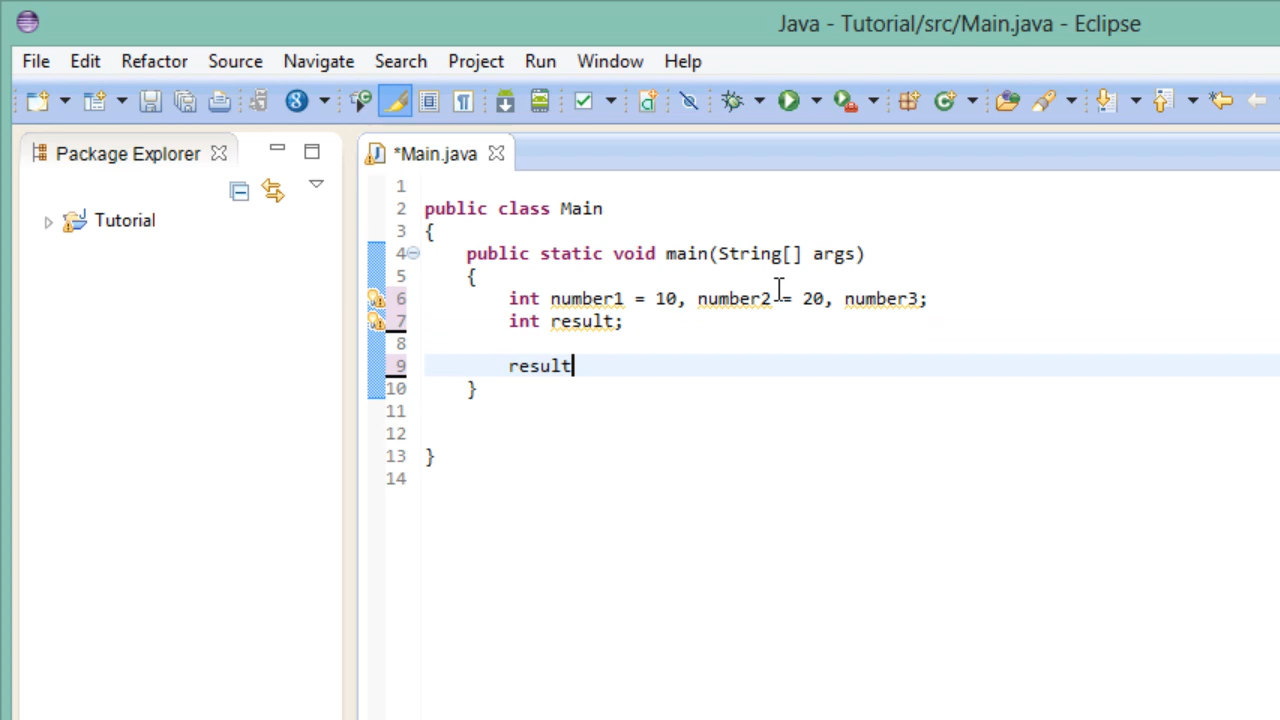 Java - Tutorial/src/Main.java - Eclipse
File Edit Refactor Source Navigate Search Project Run Window Help
Package Explorer
*Main.java
Tutorial
1
2 public class Main
3 {
4 public static void main(String[] args)
5 {
6 int number1 = 10, number2 = 20, number3;
7 int result;
8
9 result
10 }
11
12
13 }
14